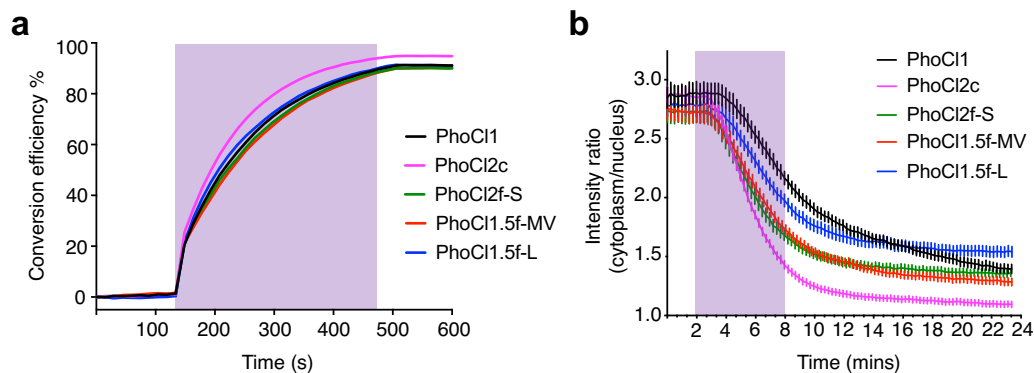 a
Conversion efficiency %
100
80
60
40
20
0
100
200
300
400
500
600
Time (s)
PhoCl1
PhoCl2c
PhoCl2f-S
PhoCl1.5f-MV
PhoCl1.5f-L
b
Intensity ratio
(cytoplasm/nucleus)
3.0
2.5
2.0
1.5
1.0
2
4
6
8
10
12
14
16
18
20
22
24
Time (mins)
PhoCl1
PhoCl2c
PhoCl2f-S
PhoCl1.5f-MV
PhoCl1.5f-L